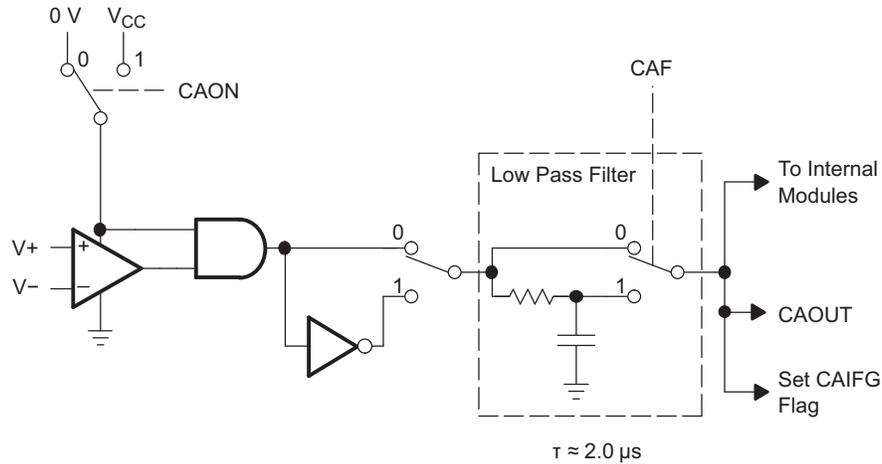 0 V
VCC
0
1
CAON
CAF
Low Pass Filter
To Internal
Modules
V+
+
V−
−
0
1
0
1
CAOUT
Set CAIFG
Flag
τ ≈ 2.0 μs